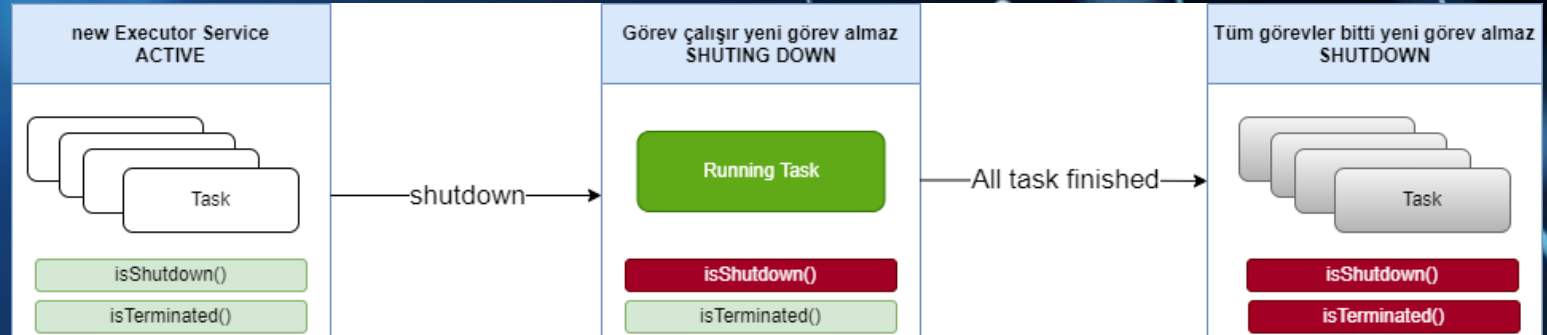 new Executor Service
ACTIVE
Task
isShutdown()
isTerminated()
shutdown
Görev çalışır yeni görev almaz
SHUTING DOWN
Running Task
isShutdown()
isTerminated()
All task finished
Tüm görevler bitti yeni görev almaz
SHUTDOWN
Task
isShutdown()
isTerminated()